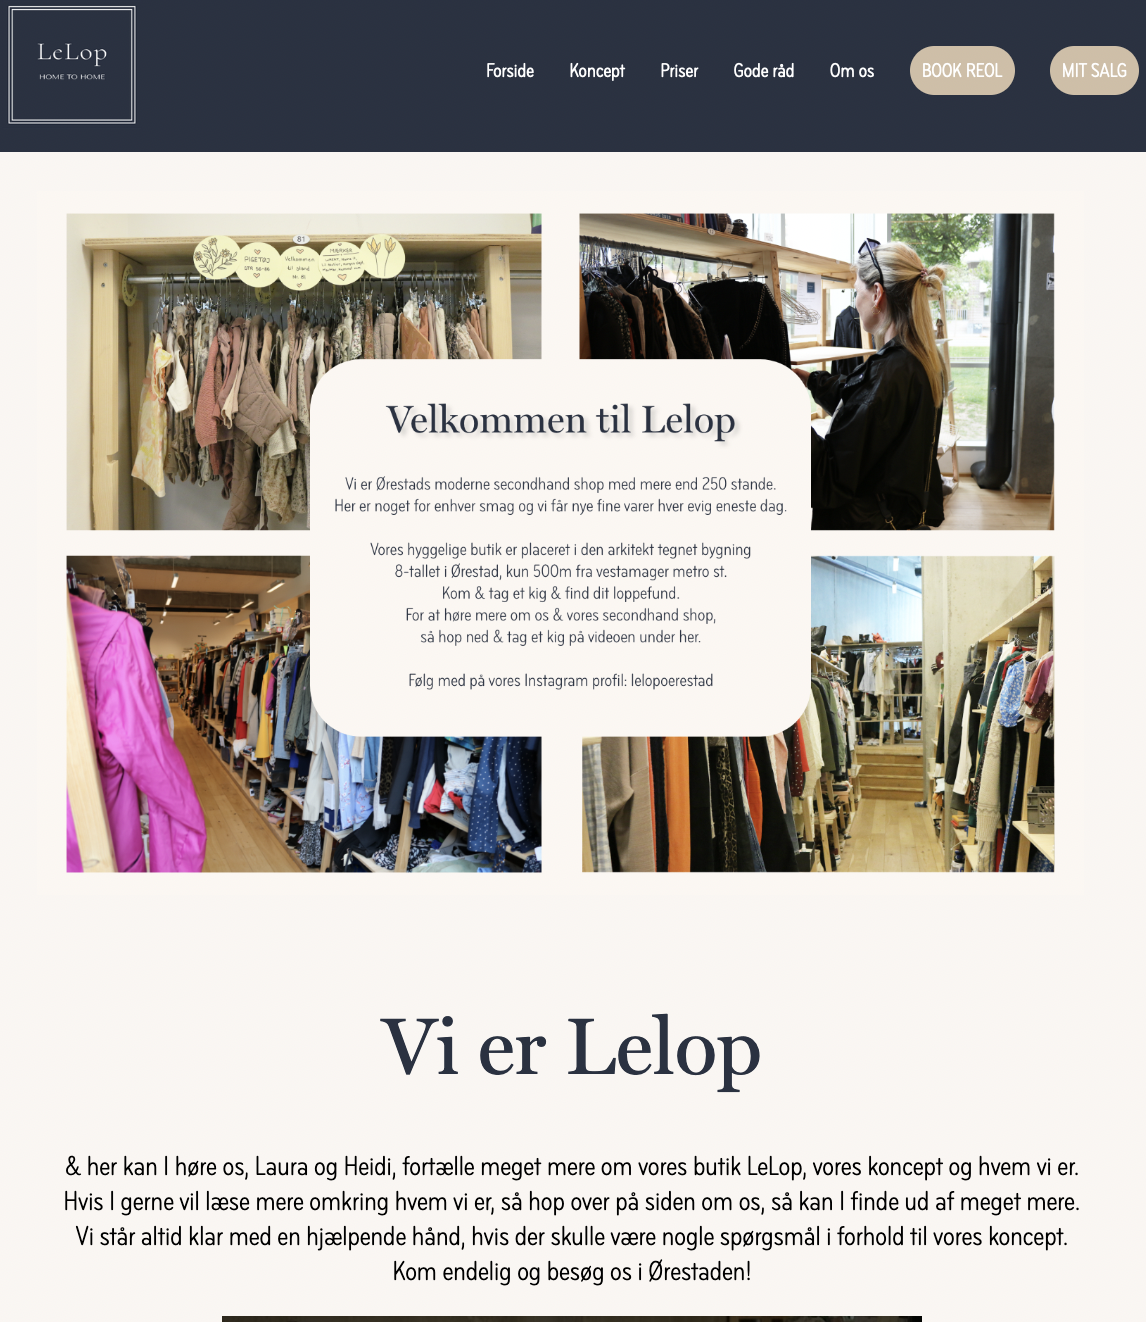 LeLop
HOME TO HOME
Forside
Koncept
Priser
Gode råd
Om os
BOOK REOL
MIT SALG
81
PIGETØJ
Velkommen
Velkommen til Lelop
Vi er Ørestads moderne secondhand shop med mere end 250 stande.
Her er noget for enhver smag og vi får nye fine varer hver evig eneste dag.
Vores hyggelige butik er placeret i den arkitekt tegnet bygning
8-tallet i Ørestad, kun 500m fra vestamager metro st.
Kom & tag et kig & find dit loppefund.
For at høre mere om os & vores secondhand shop,
så hop ned & tag et kig på videoen under her.
Følg med på vores Instagram profil: lelopoerestad
Vi er Lelop
& her kan I høre os, Laura og Heidi, fortælle meget mere om vores butik LeLop, vores koncept og hvem vi er.
Hvis I gerne vil læse mere omkring hvem vi er, så hop over på siden om os, så kan I finde ud af meget mere.
Vi står altid klar med en hjælpende hånd, hvis der skulle være nogle spørgsmål i forhold til vores koncept.
Kom endelig og besøg os i Ørestaden!